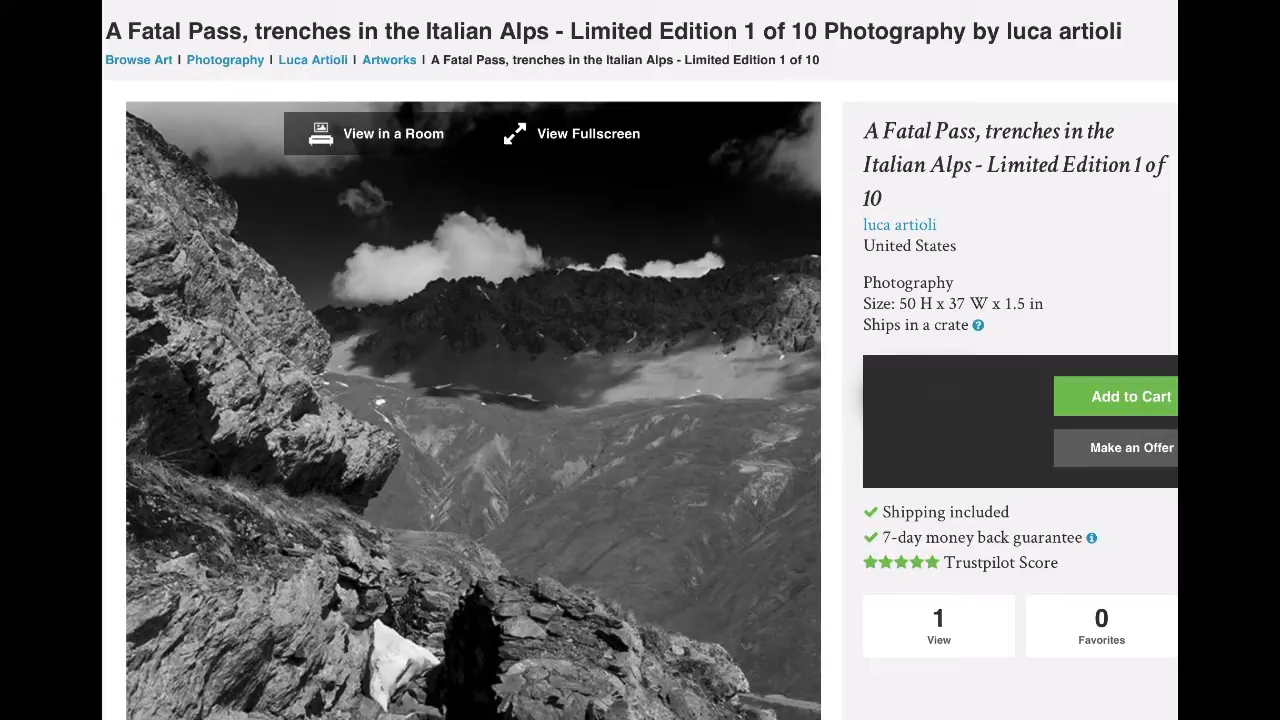 A Fatal Pass, trenches in the Italian Alps - Limited Edition 1 of 10 Photography by luca artioli
Browse Art | Photography | Luca Artioli | Artworks | A Fatal Pass, trenches in the Italian Alps - Limited Edition 1 of 10
View in a Room
View Fullscreen
A Fatal Pass, trenches in the
Italian Alps - Limited Edition 1 of
10
luca artioli
United States
Photography
Size: 50 H x 37 W x 1.5 in
Ships in a crate ?
Add to Cart
Make an Offer
Shipping included
7-day money back guarantee i
Trustpilot Score
1
View
0
Favorites